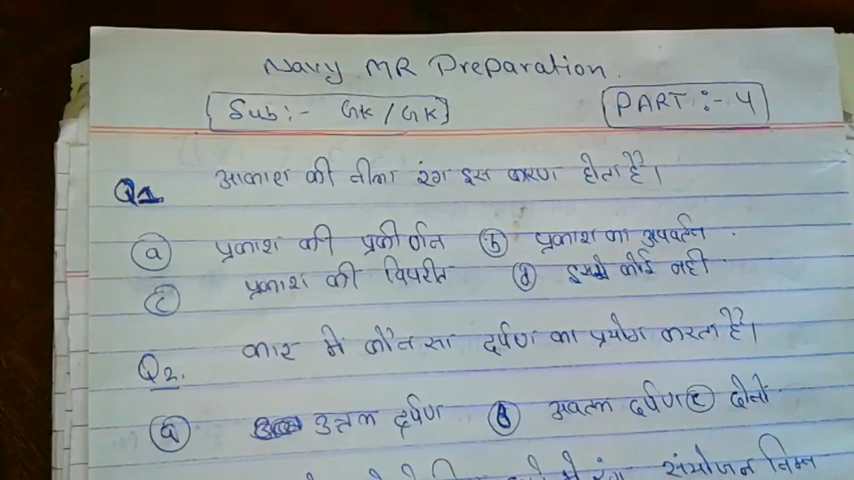 Navy MR Preparation.
Sub:- GK/GK PART:- 4
Q1. आकाश की नीला रंग इस कारण होता है।
(a) प्रकाश की प्रकीर्णन (b) प्रकाश का अपवर्तन
(c) प्रकाश की विपरीत (d) इनमे कोई नही
Q2. कार मे कौन सा दर्पण का प्रयोग करता है।
(a) उत्तल दर्पण (b) अवतल दर्पण (c) दोनो
मे रंग संयोजन निम्न